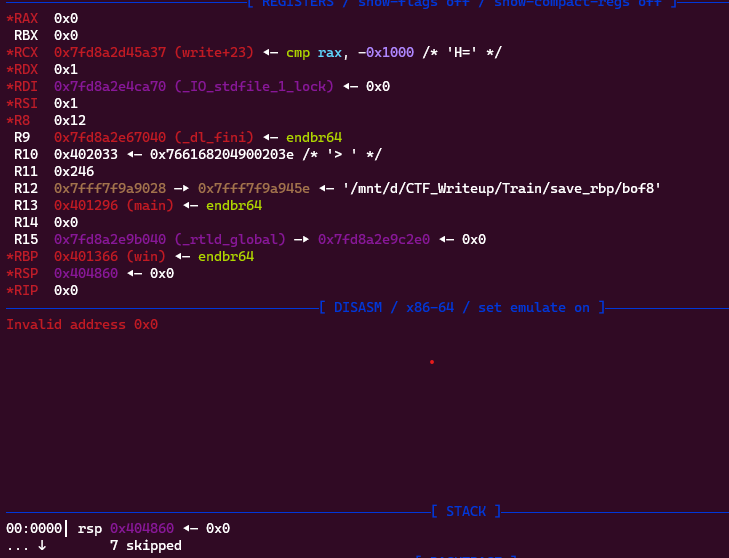 [ REGISTERS / show-flags off / show-compact-regs off ]
*RAX 0x0
RBX 0x0
*RCX 0x7fd8a2d45a37 (write+23) ◂— cmp rax, -0x1000 /* 'H=' */
*RDX 0x1
*RDI 0x7fd8a2e4ca70 (_IO_stdfile_1_lock) ◂— 0x0
*RSI 0x1
*R8 0x12
R9 0x7fd8a2e67040 (_dl_fini) ◂— endbr64
R10 0x402033 ◂— 0x766168204900203e /* '> ' */
R11 0x246
R12 0x7fff7f9a9028 —▸ 0x7fff7f9a945e ◂— '/mnt/d/CTF_Writeup/Train/save_rbp/bof8'
R13 0x401296 (main) ◂— endbr64
R14 0x0
R15 0x7fd8a2e9b040 (_rtld_global) —▸ 0x7fd8a2e9c2e0 ◂— 0x0
*RBP 0x401366 (win) ◂— endbr64
*RSP 0x404860 ◂— 0x0
*RIP 0x0
[ DISASM / x86-64 / set emulate on ]
Invalid address 0x0
[ STACK ]
00:0000│ rsp 0x404860 ◂— 0x0
... ↓ 7 skipped